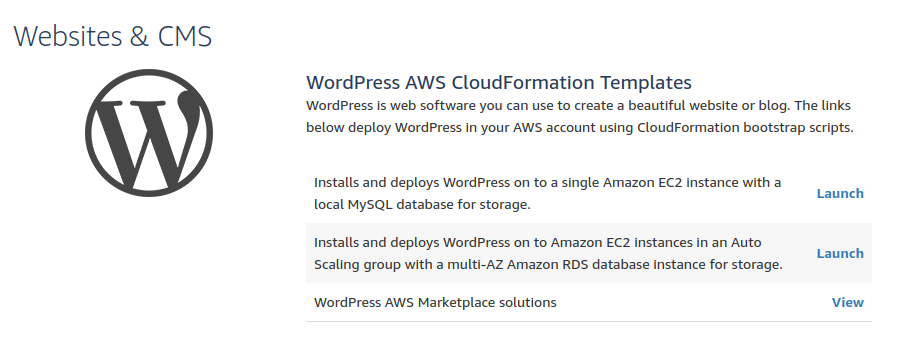 Websites & CMS
WordPress AWS CloudFormation Templates
WordPress is web software you can use to create a beautiful website or blog. The links
below deploy WordPress in your AWS account using CloudFormation bootstrap scripts.
Installs and deploys WordPress on to a single Amazon EC2 instance with a
local MySQL database for storage.
Launch
Installs and deploys WordPress on to Amazon EC2 instances in an Auto
Scaling group with a multi-AZ Amazon RDS database instance for storage.
Launch
WordPress AWS Marketplace solutions
View